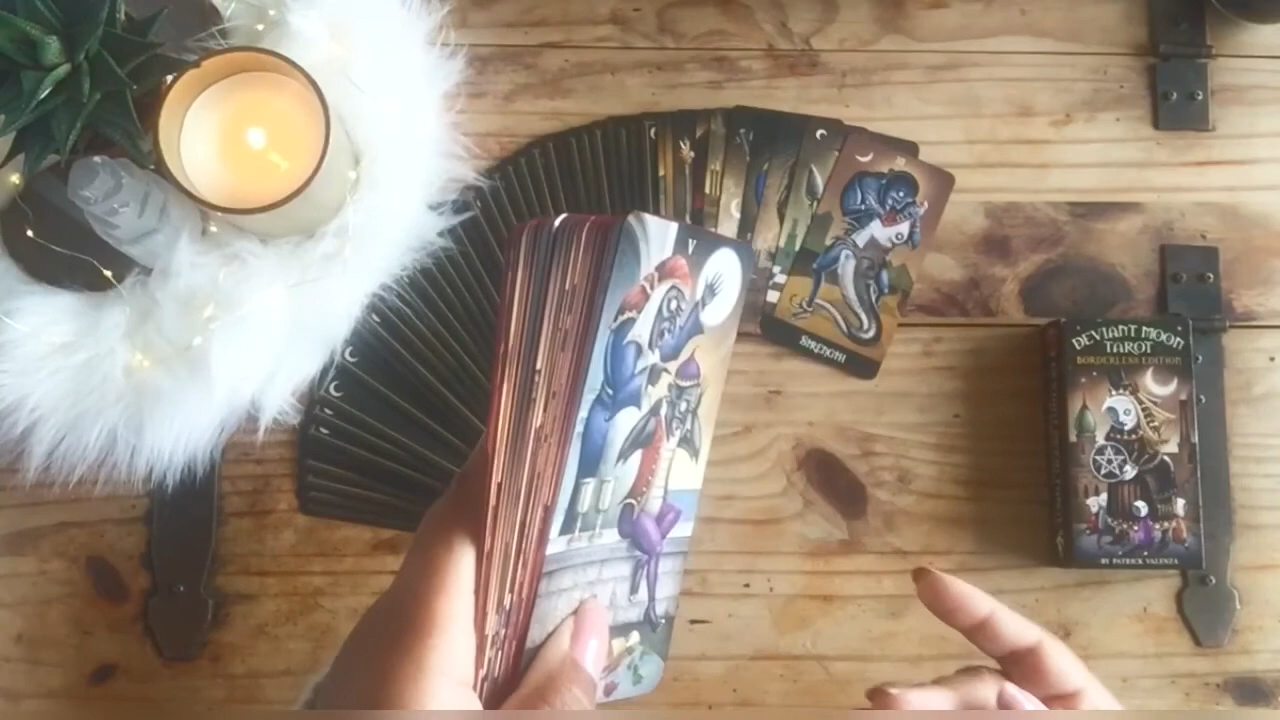 V
STRENGTH
DEVIANT MOON
TAROT
BORDERLESS EDITION
BY PATRICK VALENZA